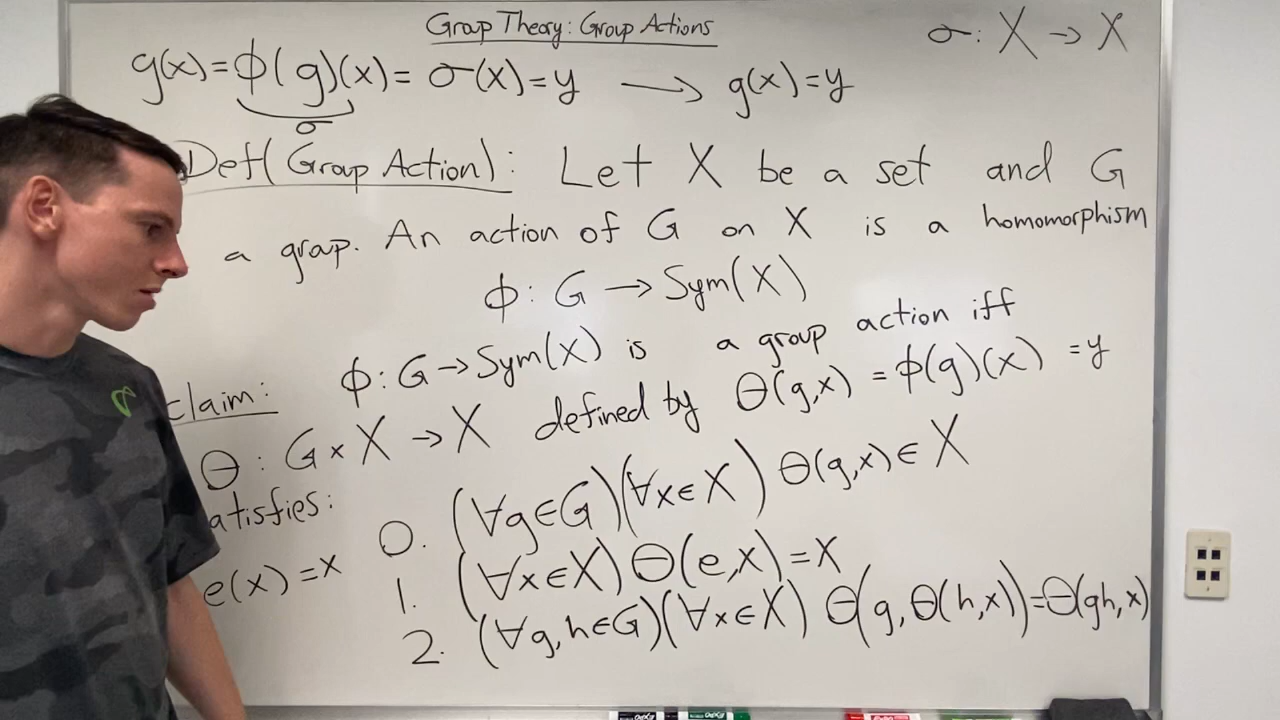 Group Theory: Group Actions
σ: X → X
g(x) = ϕ(g)(x) = σ(x) = y → g(x) = y
σ
Def(Group Action): Let X be a set and G
a group. An action of G on X is a homomorphism
ϕ: G → Sym(X)
claim: ϕ: G → Sym(X) is a group action iff
θ: G × X → X defined by θ(g,x) = ϕ(g)(x) = y
atisfies:
0. (∀g∈G)(∀x∈X) θ(g,x) ∈ X
e(x) = x
1. (∀x∈X) θ(e,x) = x
2. (∀g,h∈G)(∀x∈X) θ(g,θ(h,x)) = θ(gh,x)